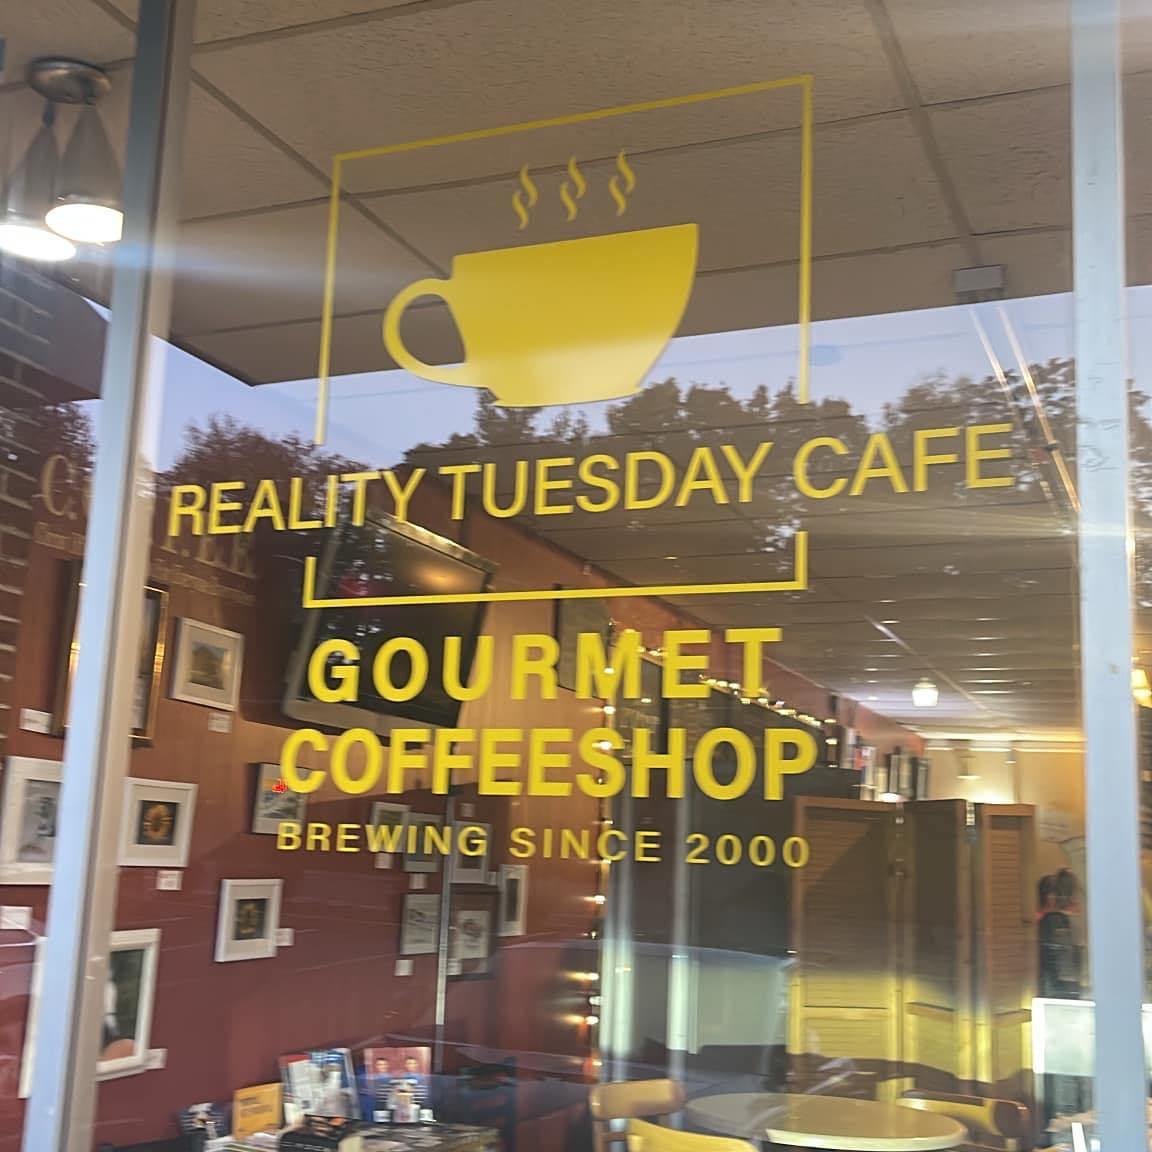 REALITY TUESDAY CAFE
GOURMET
COFFEESHOP
BREWING SINCE 2000